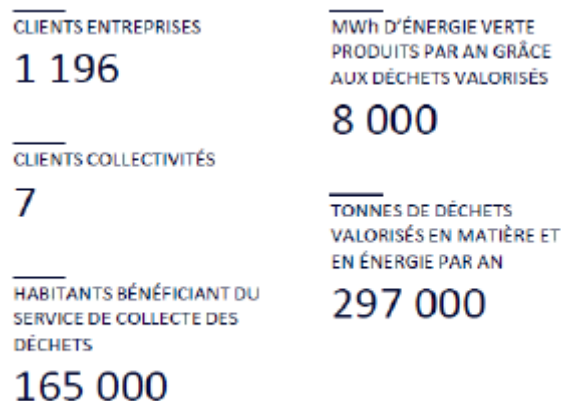 CLIENTS ENTREPRISES
1 196
CLIENTS COLLECTIVITÉS
7
HABITANTS BÉNÉFICIANT DU
SERVICE DE COLLECTE DES
DÉCHETS
165 000
MWh D'ÉNERGIE VERTE
PRODUITS PAR AN GRÂCE
AUX DÉCHETS VALORISÉS
8 000
TONNES DE DÉCHETS
VALORISÉS EN MATIÈRE ET
EN ÉNERGIE PAR AN
297 000